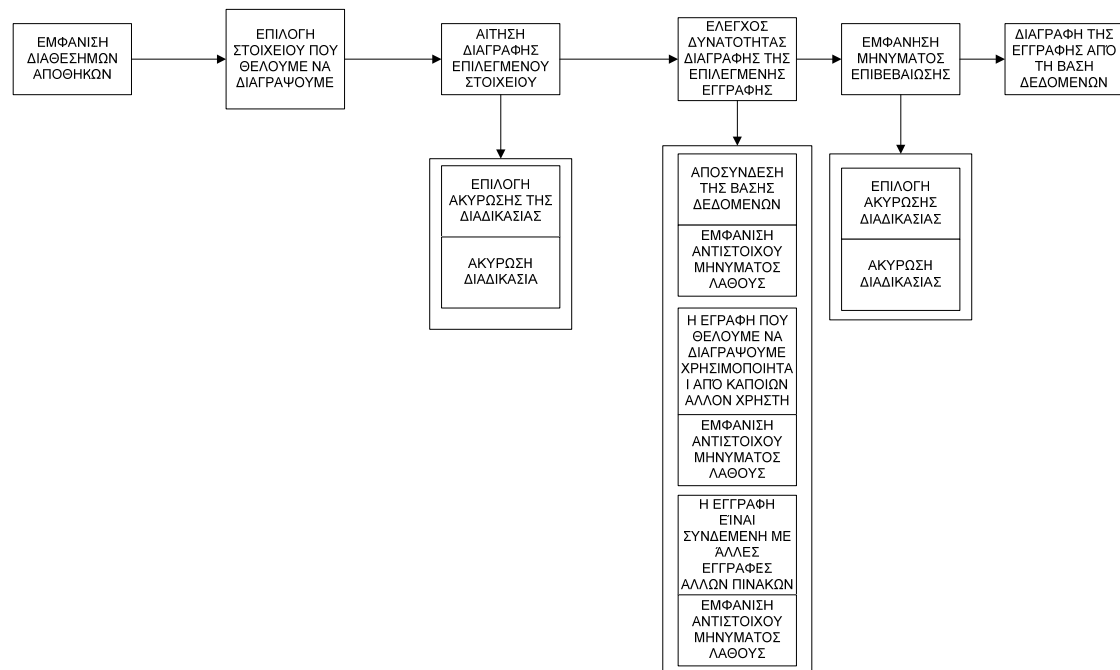 ΕΜΦΑΝΙΣΗ
ΔΙΑΘΕΣΗΜΩΝ
ΑΠΟΘΗΚΩΝ
ΕΠΙΛΟΓΗ
ΣΤΟΙΧΕΙΟΥ ΠΟΥ
ΘΕΛΟΥΜΕ ΝΑ
ΔΙΑΓΡΑΨΟΥΜΕ
ΑΙΤΗΣΗ
ΔΙΑΓΡΑΦΗΣ
ΕΠΙΛΕΓΜΕΝΟΥ
ΣΤΟΙΧΕΙΟΥ
ΕΛΕΓΧΟΣ
ΔΥΝΑΤΟΤΗΤΑΣ
ΔΙΑΓΡΑΦΗΣ ΤΗΣ
ΕΠΙΛΕΓΜΕΝΗΣ
ΕΓΓΡΑΦΗΣ
ΕΜΦΑΝΗΣΗ
ΜΗΝΥΜΑΤΟΣ
ΕΠΙΒΕΒΑΙΩΣΗΣ
ΔΙΑΓΡΑΦΗ ΤΗΣ
ΕΓΓΡΑΦΗΣ ΑΠΌ
ΤΗ ΒΑΣΗ
ΔΕΔΟΜΕΝΩΝ
ΕΠΙΛΟΓΗ
ΑΚΥΡΩΣΗΣ ΤΗΣ
ΔΙΑΔΙΚΑΣΙΑΣ
ΑΚΥΡΩΣΗ
ΔΙΑΔΙΚΑΣΙΑ
ΑΠΟΣΥΝΔΕΣΗ
ΤΗΣ ΒΑΣΗΣ
ΔΕΔΟΜΕΝΩΝ
ΕΜΦΑΝΙΣΗ
ΑΝΤΙΣΤΟΙΧΟΥ
ΜΗΝΥΜΑΤΟΣ
ΛΑΘΟΥΣ
Η ΕΓΡΑΦΗ ΠΟΥ
ΘΕΛΟΥΜΕ ΝΑ
ΔΙΑΓΡΑΨΟΥΜΕ
ΧΡΗΣΙΜΟΠΟΙΗΤΑ
Ι ΑΠΌ ΚΑΠΟΙΩΝ
ΑΛΛΟΝ ΧΡΗΣΤΗ
ΕΜΦΑΝΙΣΗ
ΑΝΤΙΣΤΟΙΧΟΥ
ΜΗΝΥΜΑΤΟΣ
ΛΑΘΟΥΣ
Η ΕΓΓΡΑΦΗ
ΕΊΝΑΙ
ΣΥΝΔΕΜΕΝΗ ΜΕ
ΆΛΛΕΣ
ΕΓΓΡΑΦΕΣ
ΑΛΛΩΝ ΠΙΝΑΚΩΝ
ΕΜΦΑΝΙΣΗ
ΑΝΤΙΣΤΟΙΧΟΥ
ΜΗΝΥΜΑΤΟΣ
ΛΑΘΟΥΣ
ΕΠΙΛΟΓΗ
ΑΚΥΡΩΣΗΣ
ΔΙΑΔΙΚΑΣΙΑΣ
ΑΚΥΡΩΣΗ
ΔΙΑΔΙΚΑΣΙΑΣ